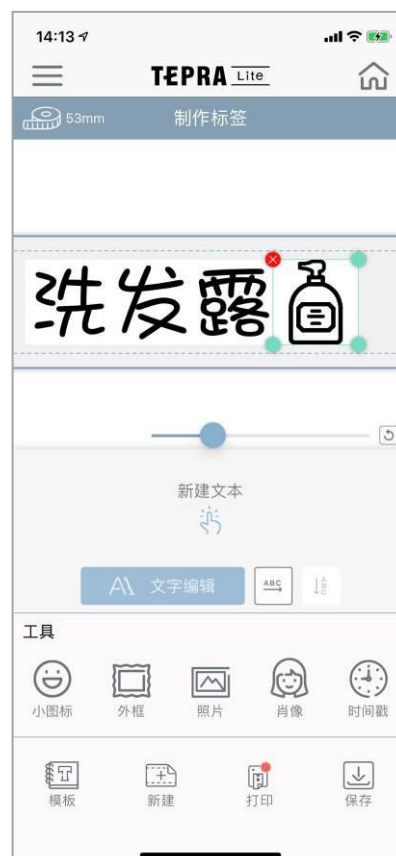 14:13
TEPRA Lite
53mm
制作标签
洗发露
新建文本
文字编辑
ABC
ABC
工具
小图标
外框
照片
肖像
时间戳
模板
新建
打印
保存